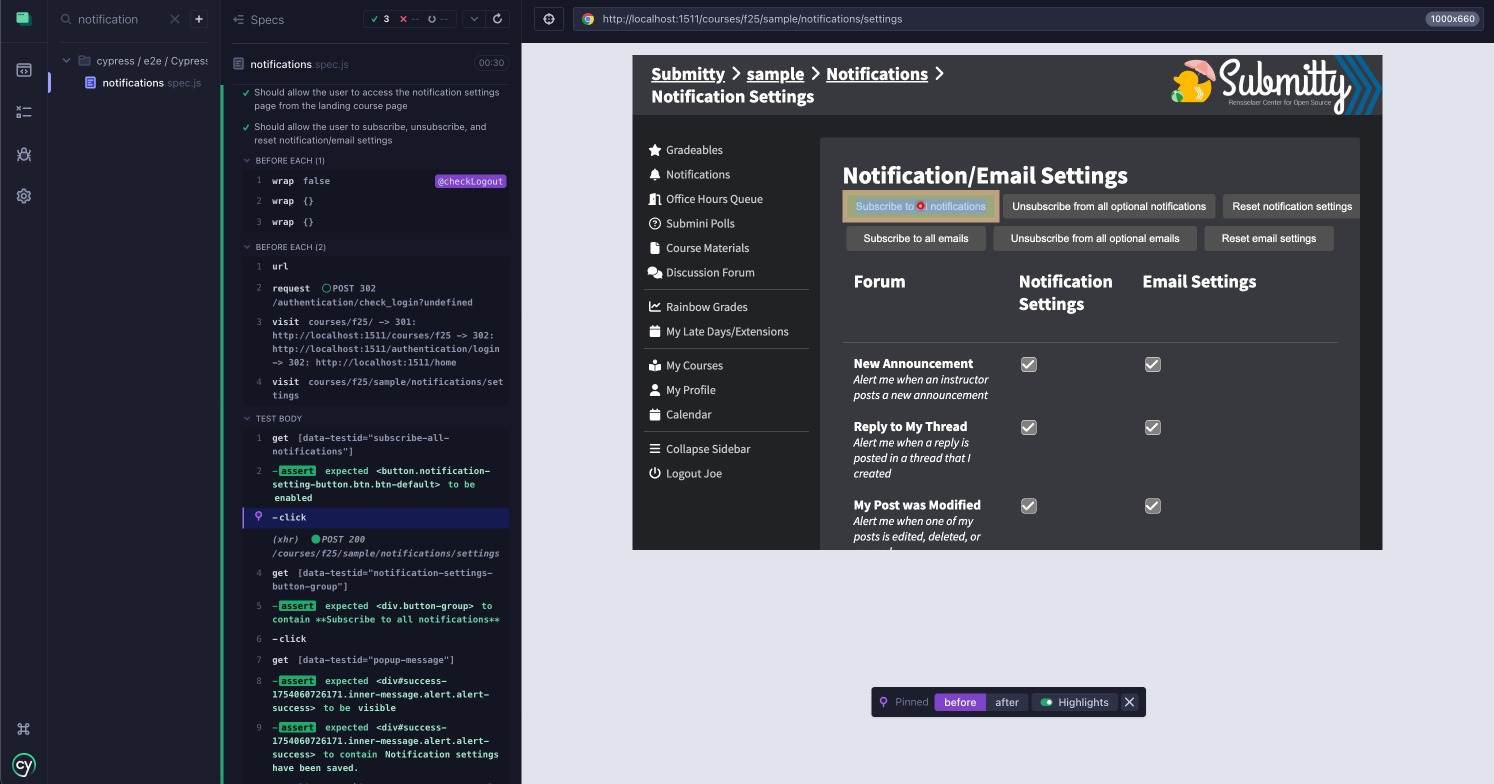 notification
Specs
3
--
--
http://localhost:1511/courses/f25/sample/notifications/settings
1000x660
cypress / e2e / Cypress
notifications.spec.js
notifications.spec.js
00:30
Should allow the user to access the notification settings
page from the landing course page
Should allow the user to subscribe, unsubscribe, and
reset notification/email settings
BEFORE EACH (1)
1 wrap false @checkLogout
2 wrap {}
3 wrap {}
BEFORE EACH (2)
1 url
2 request POST 302
/authentication/check_login?undefined
3 visit courses/f25/ -> 301:
http://localhost:1511/courses/f25 -> 302:
http://localhost:1511/authentication/login
-> 302: http://localhost:1511/home
4 visit courses/f25/sample/notifications/set
tings
TEST BODY
1 get [data-testid="subscribe-all-
notifications"]
2 -assert expected <button.notification-
setting-button.btn.btn-default> to be
enabled
-click
(xhr) POST 200
/courses/f25/sample/notifications/settings
4 get [data-testid="notification-settings-
button-group"]
5 -assert expected <div.button-group> to
contain **Subscribe to all notifications**
6 -click
7 get [data-testid="popup-message"]
8 -assert expected <div#success-
1754060726171.inner-message.alert.alert-
success> to be visible
9 -assert expected <div#success-
1754060726171.inner-message.alert.alert-
success> to contain Notification settings
have been saved.
cy
Submitty > sample > Notifications >
Notification Settings
Submitty
Rensselaer Center for Open Source
Gradeables
Notifications
Office Hours Queue
Submini Polls
Course Materials
Discussion Forum
Rainbow Grades
My Late Days/Extensions
My Courses
My Profile
Calendar
Collapse Sidebar
Logout Joe
Notification/Email Settings
Subscribe to all notifications
Unsubscribe from all optional notifications
Reset notification settings
Subscribe to all emails
Unsubscribe from all optional emails
Reset email settings
Forum
Notification
Settings
Email Settings
New Announcement
Alert me when an instructor
posts a new announcement
Reply to My Thread
Alert me when a reply is
posted in a thread that I
created
My Post was Modified
Alert me when one of my
posts is edited, deleted, or
Pinned before after Highlights